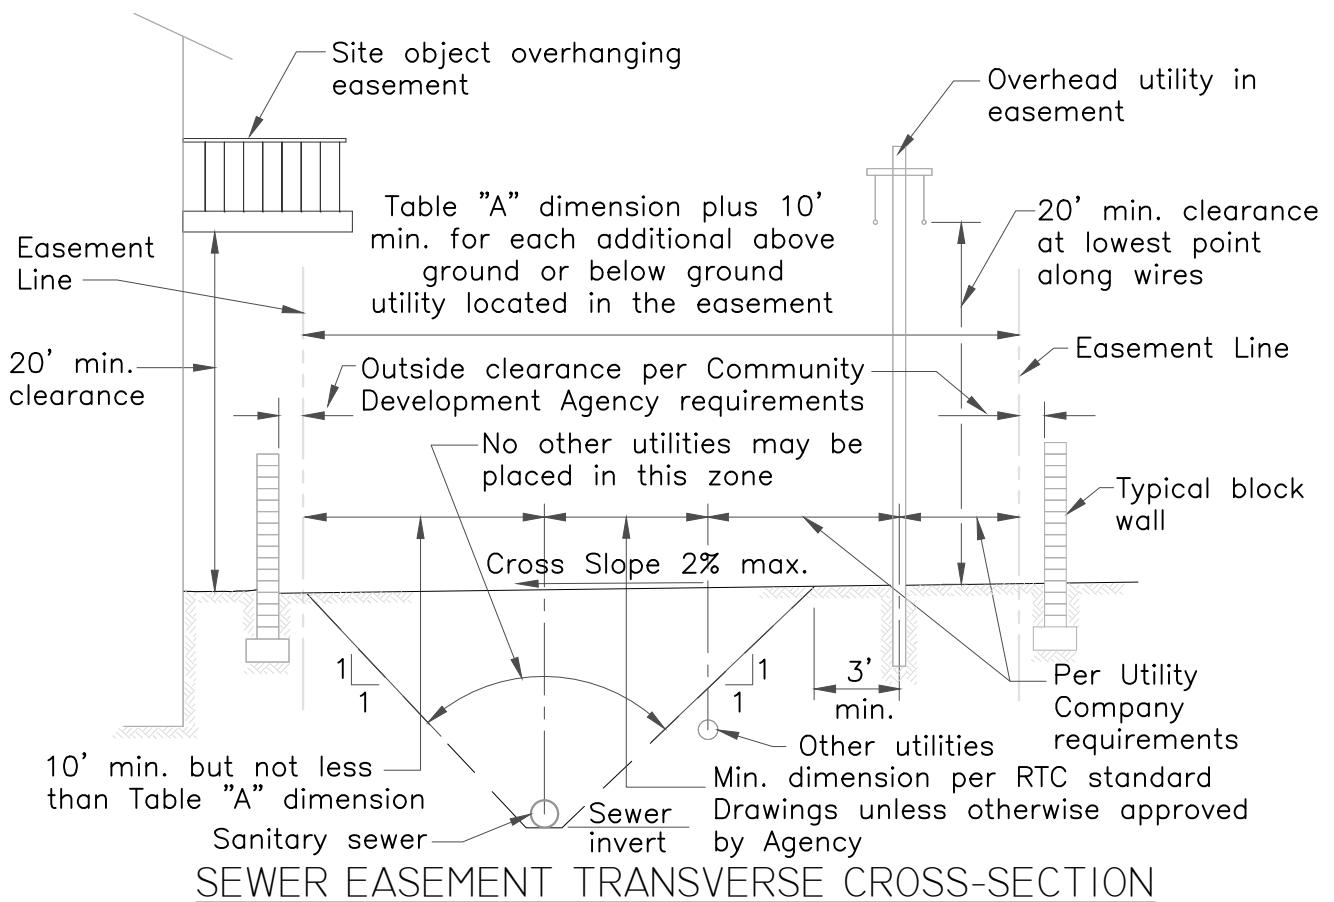 Site object overhanging
easement
Overhead utility in
easement
Table "A" dimension plus 10'
min. for each additional above
ground or below ground
utility located in the easement
20' min. clearance
at lowest point
along wires
Easement
Line
Easement Line
20' min.
clearance
Outside clearance per Community
Development Agency requirements
No other utilities may be
placed in this zone
Typical block
wall
Cross Slope 2% max.
1
1
1
1
3'
min.
Per Utility
Company
requirements
Other utilities
10' min. but not less
than Table "A" dimension
Min. dimension per RTC standard
Drawings unless otherwise approved
by Agency
Sewer
invert
Sanitary sewer
SEWER EASEMENT TRANSVERSE CROSS-SECTION